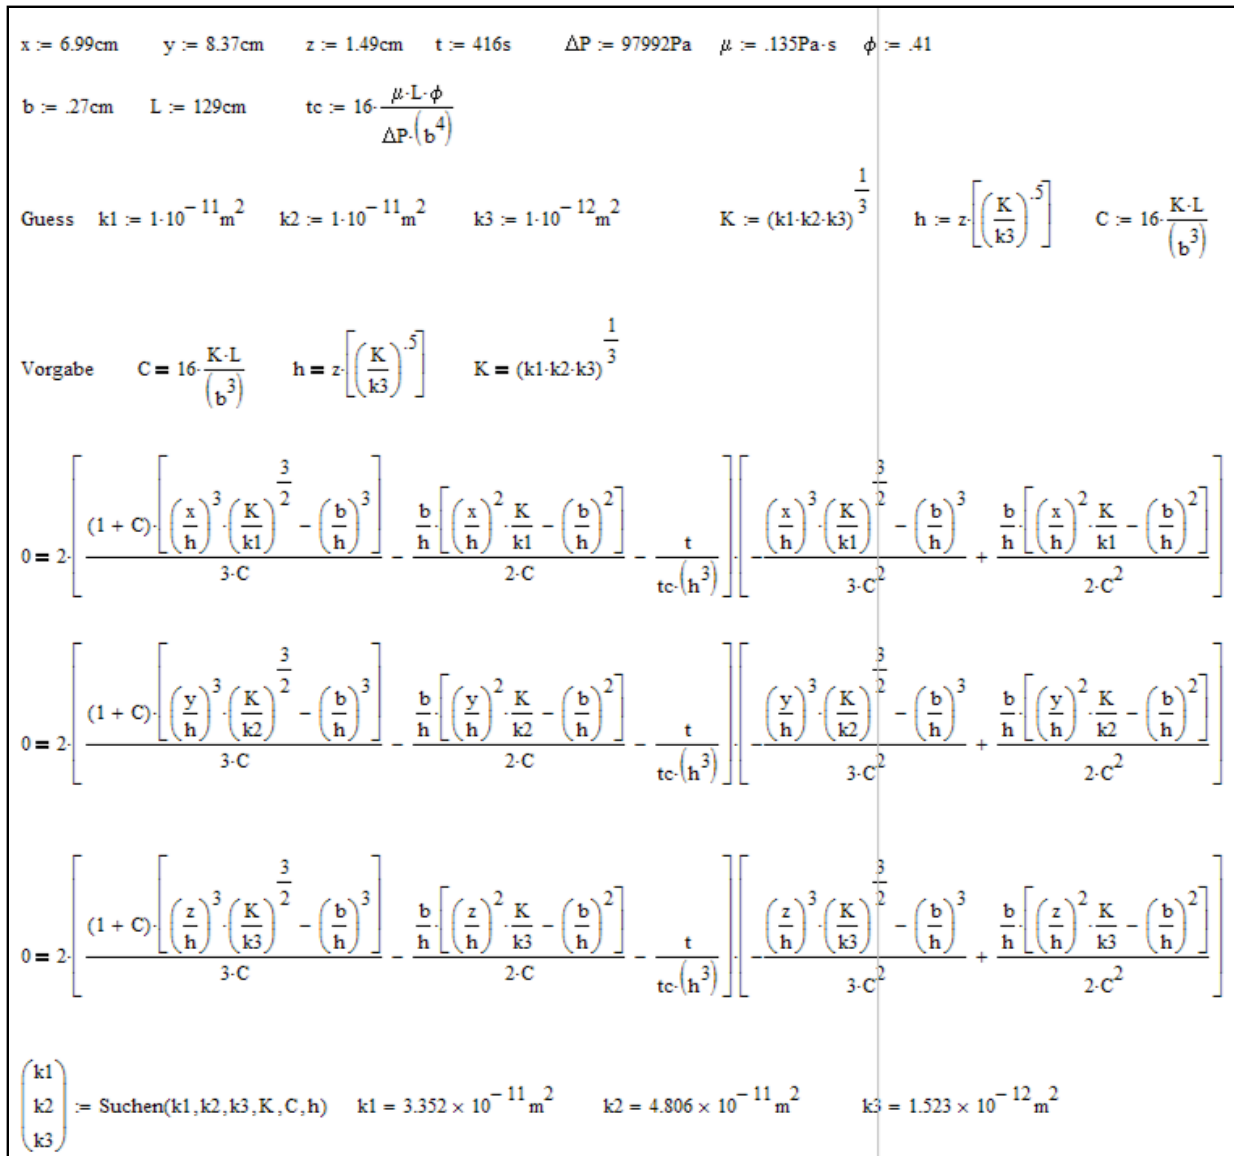 x := 6.99cm y := 8.37cm z := 1.49cm t := 416s ΔP := 97992Pa μ := .135Pa·s ϕ := .41
b := .27cm L := 129cm tc := 16·(μ·L·ϕ)/(ΔP·(b^4))
Guess k1 := 1·10^-11 m^2 k2 := 1·10^-11 m^2 k3 := 1·10^-12 m^2 K := (k1·k2·k3)^(1/3) h := z·[(K/k3)^.5] C := 16·(K·L)/(b^3)
Vorgabe C = 16·(K·L)/(b^3) h = z·[(K/k3)^.5] K = (k1·k2·k3)^(1/3)
0 = 2·[((1 + C)·[(x/h)^3·(K/k1)^(3/2) − (b/h)^3])/(3·C) − (b/h·[(x/h)^2·K/k1 − (b/h)^2])/(2·C) − t/(tc·(h^3))]·[−((x/h)^3·(K/k1)^(3/2) − (b/h)^3)/(3·C^2) + (b/h·[(x/h)^2·K/k1 − (b/h)^2])/(2·C^2)]
0 = 2·[((1 + C)·[(y/h)^3·(K/k2)^(3/2) − (b/h)^3])/(3·C) − (b/h·[(y/h)^2·K/k2 − (b/h)^2])/(2·C) − t/(tc·(h^3))]·[−((y/h)^3·(K/k2)^(3/2) − (b/h)^3)/(3·C^2) + (b/h·[(y/h)^2·K/k2 − (b/h)^2])/(2·C^2)]
0 = 2·[((1 + C)·[(z/h)^3·(K/k3)^(3/2) − (b/h)^3])/(3·C) − (b/h·[(z/h)^2·K/k3 − (b/h)^2])/(2·C) − t/(tc·(h^3))]·[−((z/h)^3·(K/k3)^(3/2) − (b/h)^3)/(3·C^2) + (b/h·[(z/h)^2·K/k3 − (b/h)^2])/(2·C^2)]
(k1 k2 k3) := Suchen(k1,k2,k3,K,C,h) k1 = 3.352 × 10^-11 m^2 k2 = 4.806 × 10^-11 m^2 k3 = 1.523 × 10^-12 m^2